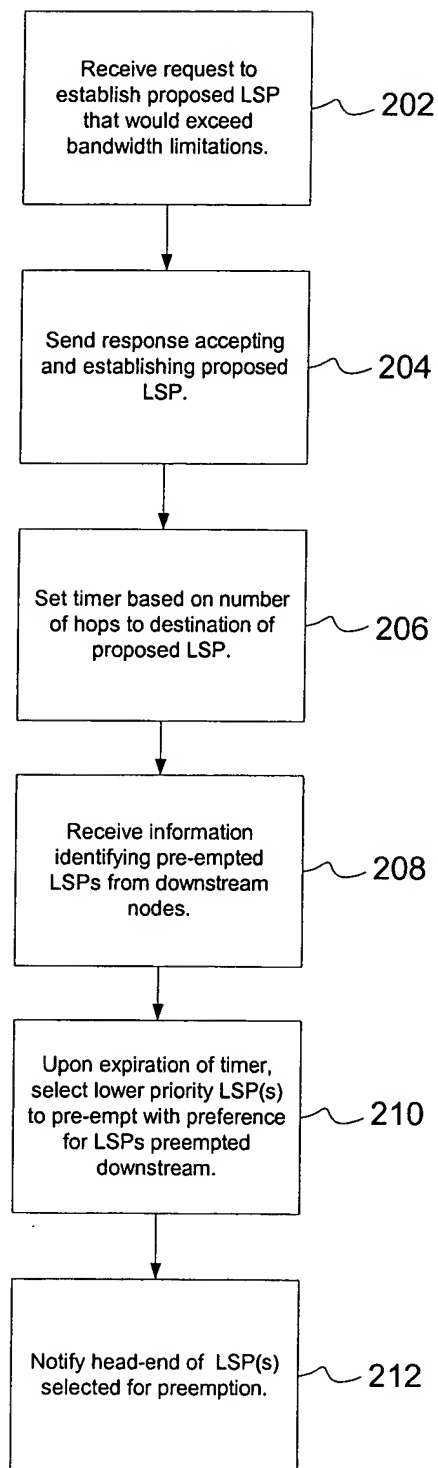 Receive request to
establish proposed LSP
that would exceed
bandwidth limitations.
202
Send response accepting
and establishing proposed
LSP.
204
Set timer based on number
of hops to destination of
proposed LSP.
206
Receive information
identifying pre-empted
LSPs from downstream
nodes.
208
Upon expiration of timer,
select lower priority LSP(s)
to pre-empt with preference
for LSPs preempted
downstream.
210
Notify head-end of LSP(s)
selected for preemption.
212